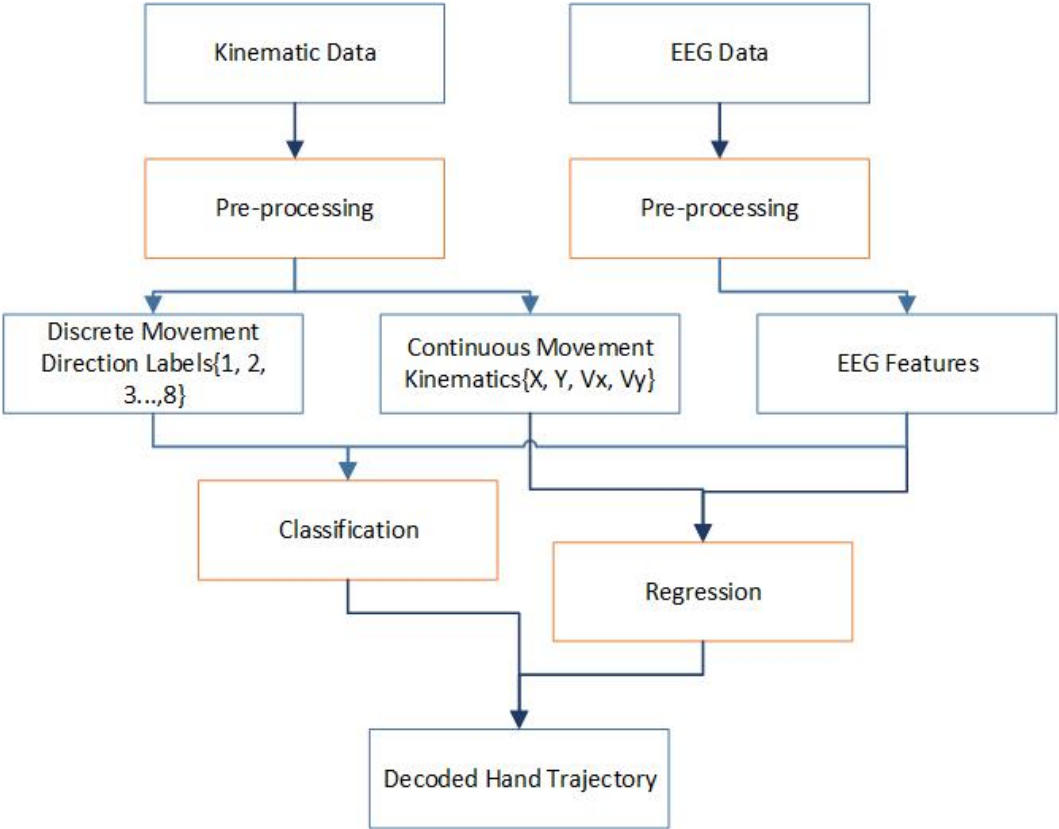 Kinematic Data
EEG Data
Pre-processing
Pre-processing
Discrete Movement
Direction Labels{1, 2,
3...,8}
Continuous Movement
Kinematics{X, Y, Vx, Vy}
EEG Features
Classification
Regression
Decoded Hand Trajectory